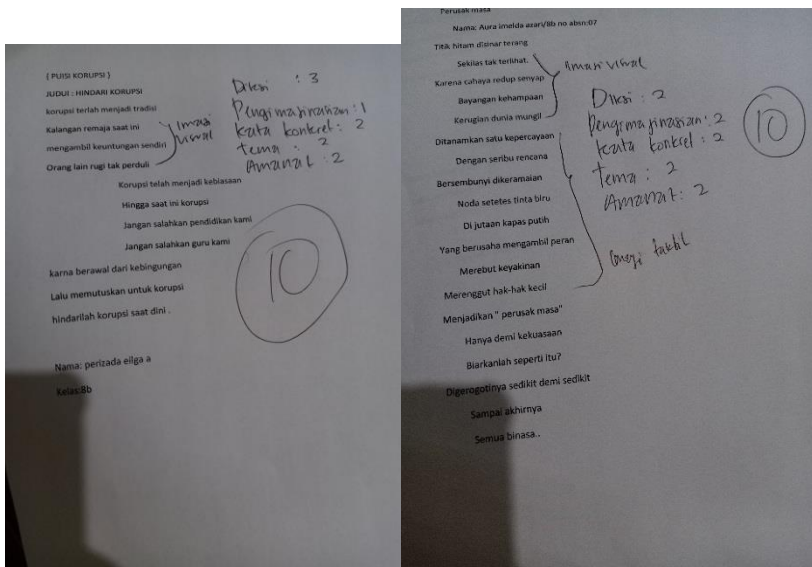 ( PUISI KORUPSI )
JUDUL : HINDARI KORUPSI
korupsi terlah menjadi tradisi
Kalangan remaja saat ini
mengambil keuntungan sendiri
Orang lain rugi tak perduli
Korupsi telah menjadi kebiasaan
Hingga saat ini korupsi
Jangan salahkan pendidikan kami
Jangan salahkan guru kami
karna berawal dari kebingungan
Lalu memutuskan untuk korupsi
hindarilah korupsi saat dini .
Nama: perizada eilga a
Kelas:8b
imaji
visual
Diksi : 3
Pengimajinasian : 1
kata konkret : 2
tema : 2
Amanat : 2
10
Perusak masa
Nama: Aura imelda azari/8b no absn:07
Titik hitam disinar terang
Sekilas tak terlihat.
Karena cahaya redup senyap
Bayangan kehampaan
Kerugian dunia mungil
Ditanamkan satu kepercayaan
Dengan seribu rencana
Bersembunyi dikeramaian
Noda setetes tinta biru
Di jutaan kapas putih
Yang berusaha mengambil peran
Merebut keyakinan
Merenggut hak-hak kecil
Menjadikan " perusak masa"
Hanya demi kekuasaan
Biarkanlah seperti itu?
Digerogotinya sedikit demi sedikit
Sampai akhirnya
Semua binasa..
imaji visual
Diksi : 2
Pengimajinasian : 2
kata konkret : 2
tema : 2
Amanat : 2
10
imaji taktil